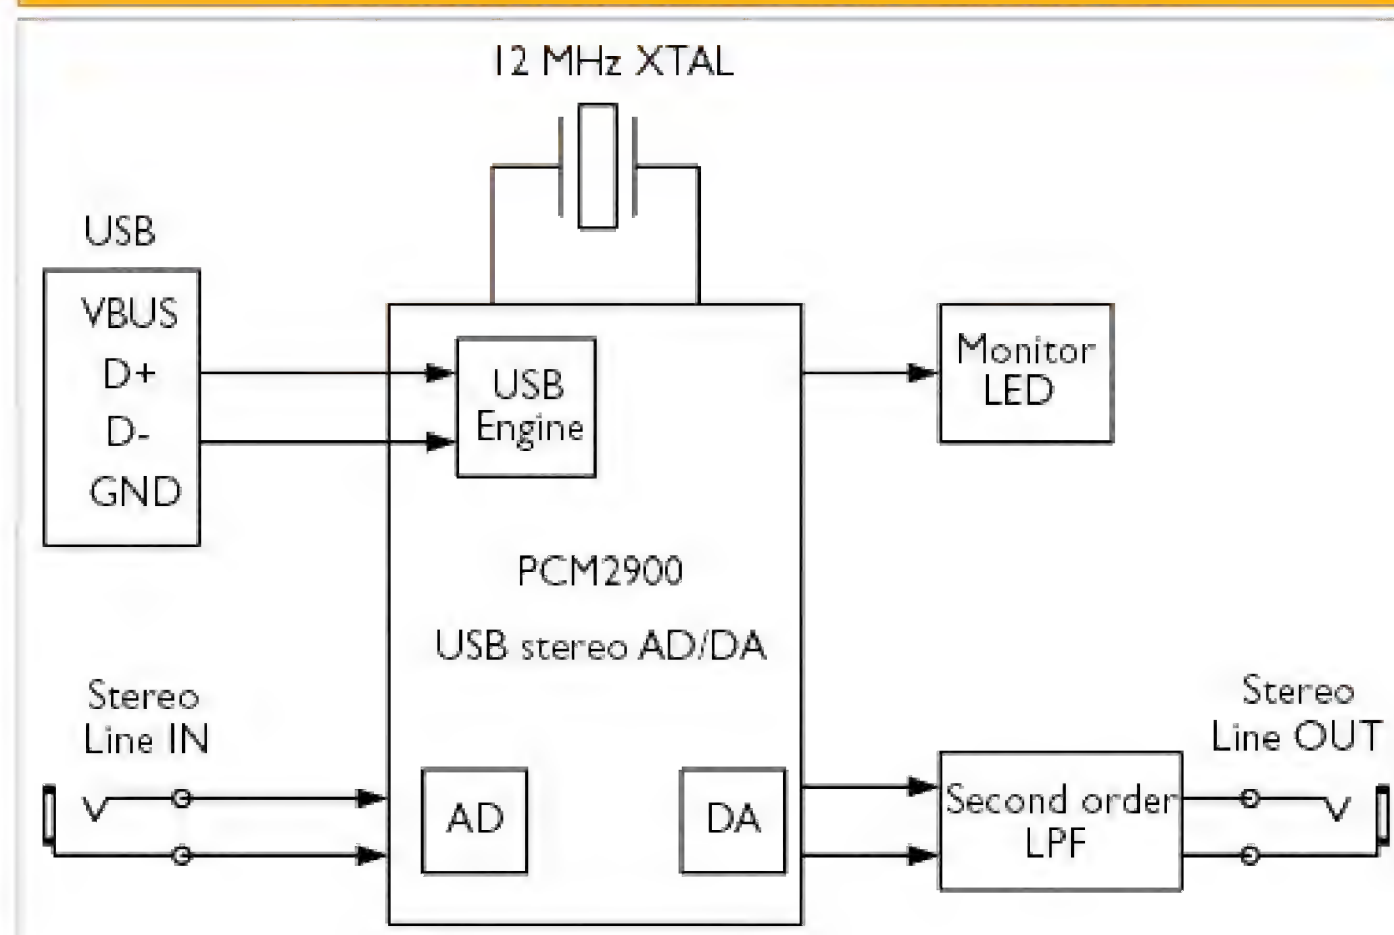 12 MHz XTAL
USB
VBUS
D+
D-
GND
USB
Engine
Monitor
LED
PCM2900
USB stereo AD/DA
Stereo
Line IN
AD
DA
Second order
LPF
Stereo
Line OUT